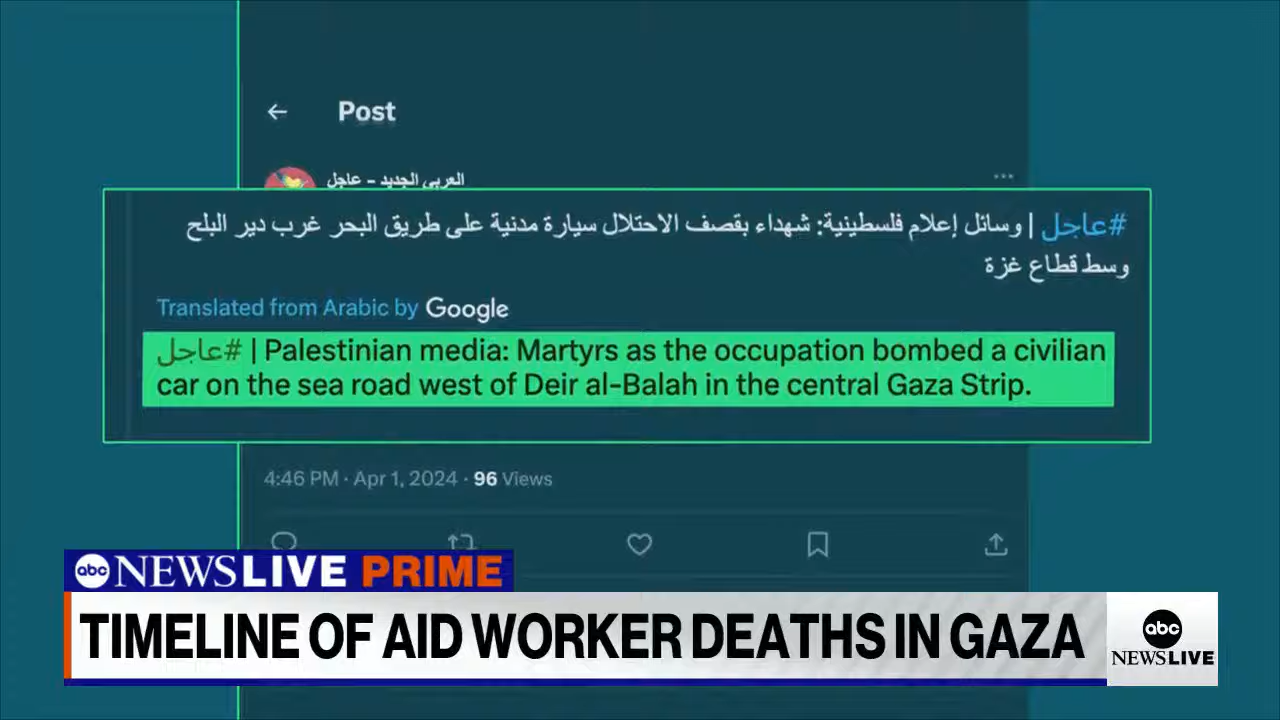 Post
العربي الجديد - عاجل
#عاجل | وسائل إعلام فلسطينية: شهداء بقصف الاحتلال سيارة مدنية على طريق البحر غرب دير البلح
وسط قطاع غزة
Translated from Arabic by Google
#عاجل | Palestinian media: Martyrs as the occupation bombed a civilian
car on the sea road west of Deir al-Balah in the central Gaza Strip.
4:46 PM · Apr 1, 2024 · 96 Views
abc NEWS LIVE PRIME
TIMELINE OF AID WORKER DEATHS IN GAZA
abc
NEWS LIVE